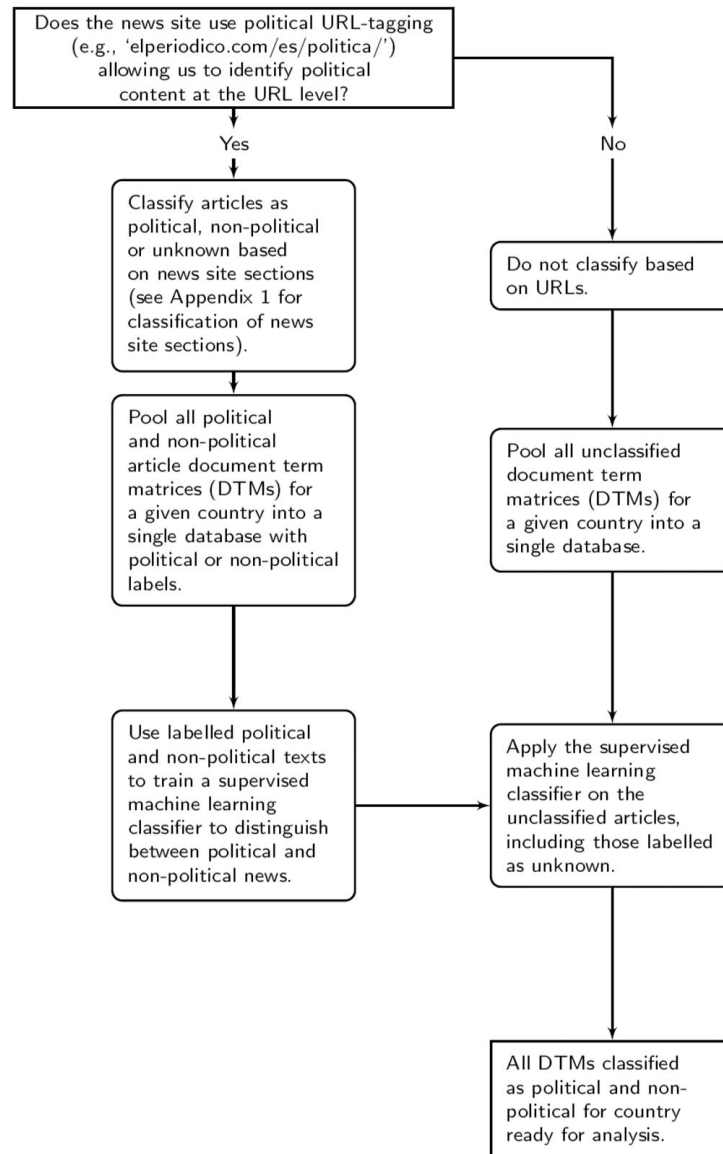 Does the news site use political URL-tagging
(e.g., ‘elperiodico.com/es/politica/’)
allowing us to identify political
content at the URL level?
Yes
No
Classify articles as
political, non-political
or unknown based
on news site sections
(see Appendix 1 for
classification of news
site sections).
Do not classify based
on URLs.
Pool all political
and non-political
article document term
matrices (DTMs) for
a given country into a
single database with
political or non-political
labels.
Pool all unclassified
document term
matrices (DTMs) for
a given country into a
single database.
Use labelled political
and non-political texts
to train a supervised
machine learning
classifier to distinguish
between political and
non-political news.
Apply the supervised
machine learning
classifier on the
unclassified articles,
including those labelled
as unknown.
All DTMs classified
as political and non-
political for country
ready for analysis.